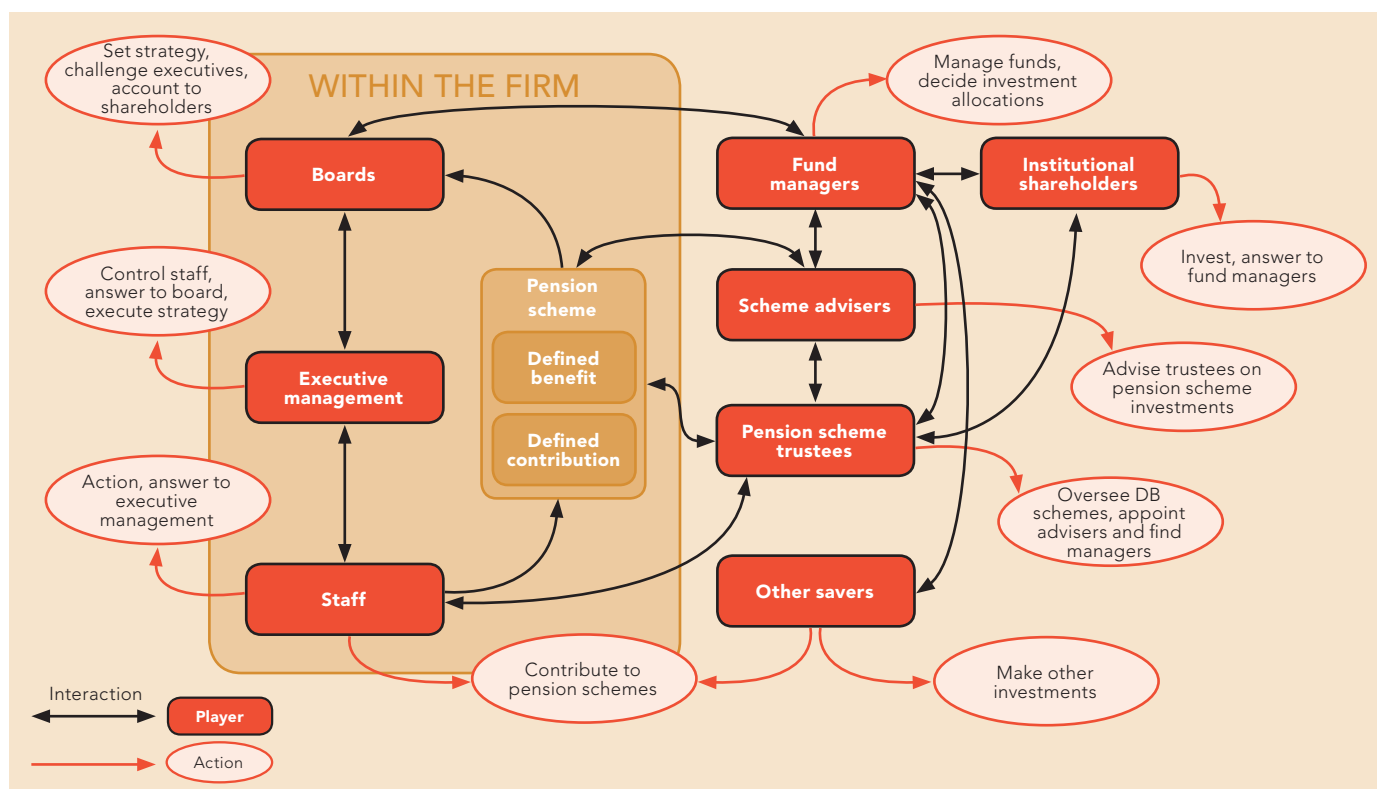 Set strategy,
challenge executives,
account to
shareholders
WITHIN THE FIRM
Manage funds,
decide investment
allocations
Boards
Fund
managers
Institutional
shareholders
Control staff,
answer to board,
execute strategy
Pension
scheme
Scheme advisers
Invest, answer to
fund managers
Defined
benefit
Executive
management
Advise trustees on
pension scheme
investments
Defined
contribution
Pension scheme
trustees
Action, answer to
executive
management
Oversee DB
schemes, appoint
advisers and find
managers
Staff
Other savers
Contribute to
pension schemes
Make other
investments
Interaction
Player
Action